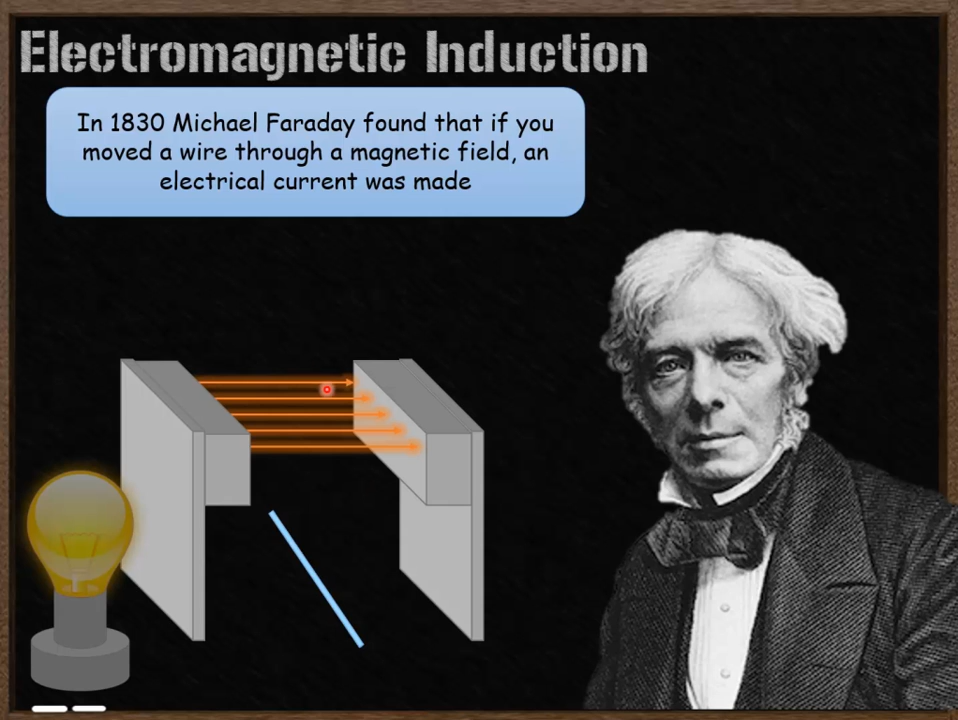 Electromagnetic Induction
In 1830 Michael Faraday found that if you
moved a wire through a magnetic field, an
electrical current was made